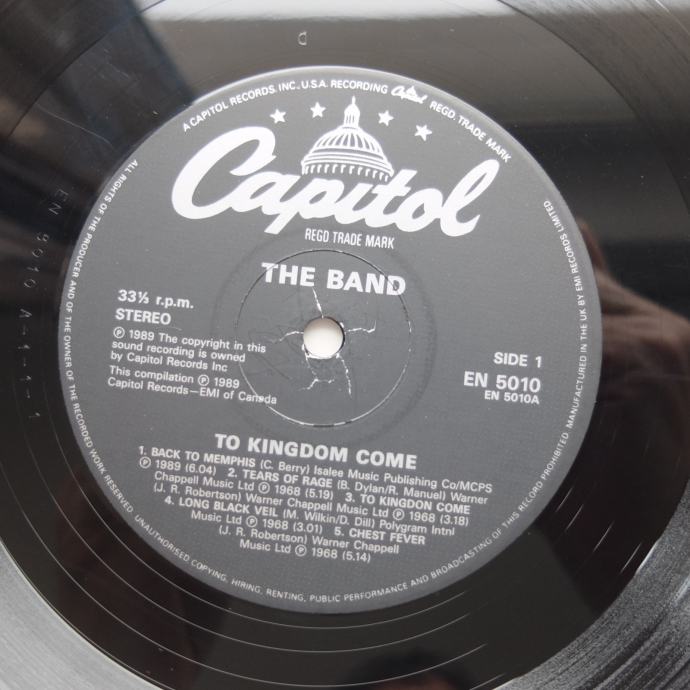 A CAPITOL RECORDS, INC. U.S.A. RECORDING Capitol REGD. TRADE MARK
Capitol
REGD TRADE MARK
THE BAND
33⅓ r.p.m.
STEREO
℗ 1989 The copyright in this
sound recording is owned
by Capitol Records Inc
This compilation ℗ 1989
Capitol Records—EMI of Canada
SIDE 1
EN 5010
EN 5010A
TO KINGDOM COME
1. BACK TO MEMPHIS (C. Berry) Isalee Music Publishing Co/MCPS
℗ 1989 (6.04) 2. TEARS OF RAGE (B. Dylan/R. Manuel) Warner
Chappell Music Ltd ℗ 1968 (5.19) 3. TO KINGDON COME
(J. R. Robertson) Warner Chappell Music Ltd ℗ 1968 (3.18)
4. LONG BLACK VEIL (M. Wilkin/D. Dill) Polygram Intnl
Music Ltd ℗ 1968 (3.01) 5. CHEST FEVER
(J. R. Robertson) Warner Chappell
Music Ltd ℗ 1968 (5.14)
ALL RIGHTS OF THE PRODUCER AND OF THE OWNER OF THE RECORDED WORK RESERVED. UNAUTHORISED COPYING, HIRING, RENTING, PUBLIC PERFORMANCE AND BROADCASTING OF THIS RECORD PROHIBITED. MANUFACTURED IN THE UK BY EMI RECORDS LIMITED
EN 5010 A-1-1-1